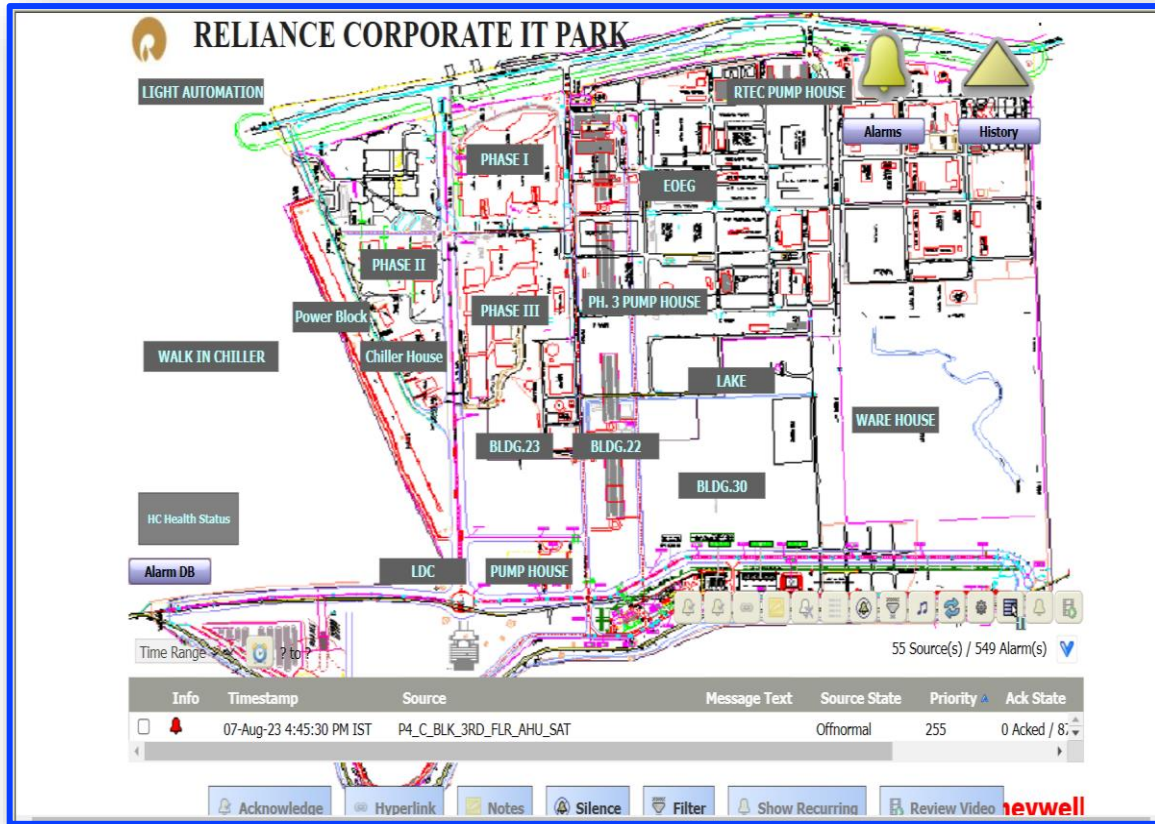 RELIANCE CORPORATE IT PARK
LIGHT AUTOMATION
RTEC PUMP HOUSE
Alarms
History
PHASE I
EOEG
PHASE II
Power Block
PHASE III
PH. 3 PUMP HOUSE
WALK IN CHILLER
Chiller House
LAKE
WARE HOUSE
BLDG.23
BLDG.22
BLDG.30
HC Health Status
Alarm DB
LDC
PUMP HOUSE
Time Range
? to ?
55 Source(s) / 549 Alarm(s)
Info Timestamp Source Message Text Source State Priority Ack State
07-Aug-23 4:45:30 PM IST P4_C_BLK_3RD_FLR_AHU_SAT Offnormal 255 0 Acked / 87
Acknowledge Hyperlink Notes Silence Filter Show Recurring Review Video neywell